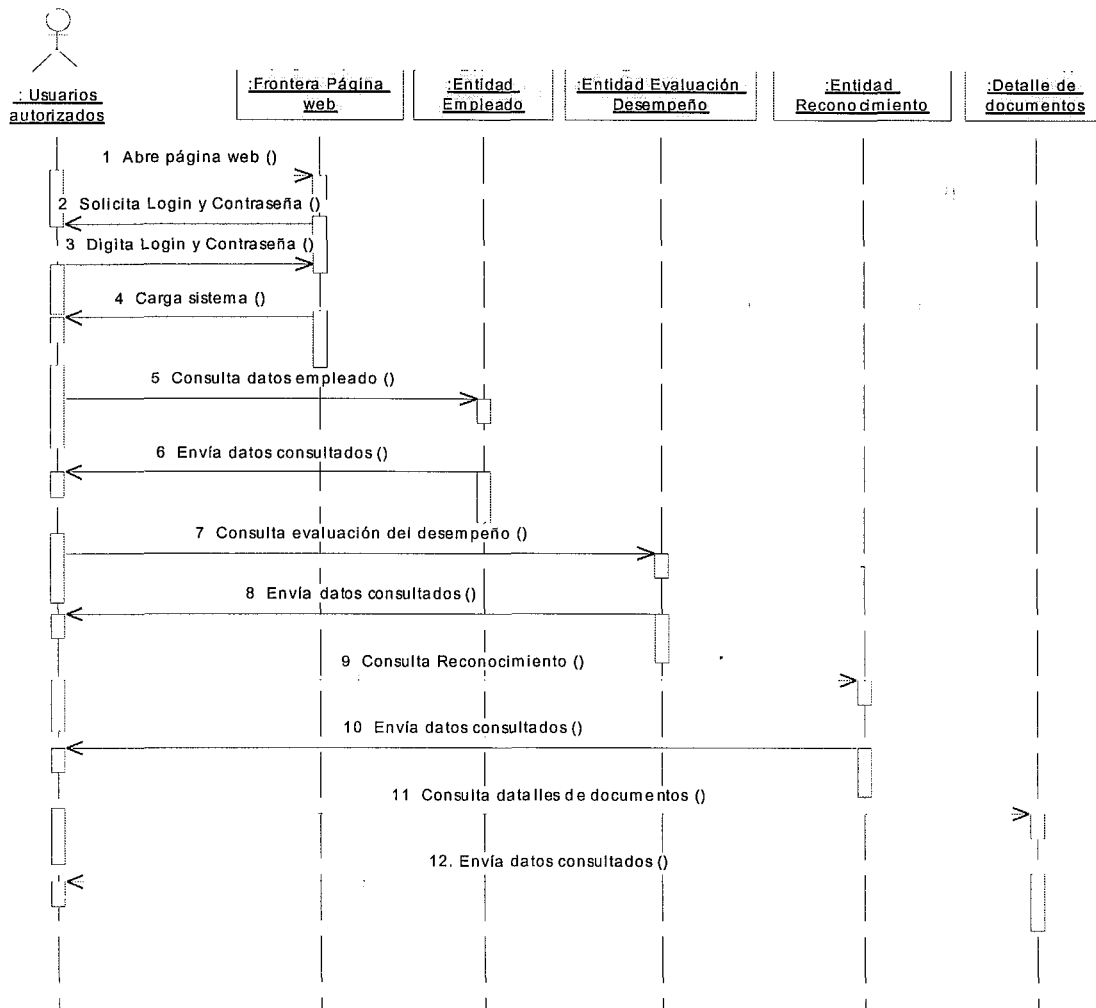 : Usuarios
autorizados
:Frontera Página
web
:Entidad
Empleado
:Entidad Evaluación
Desempeño
:Entidad
Reconocimiento
:Detalle de
documentos
1 Abre página web ()
2 Solicita Login y Contraseña ()
3 Digita Login y Contraseña ()
4 Carga sistema ()
5 Consulta datos empleado ()
6 Envía datos consultados ()
7 Consulta evaluación del desempeño ()
8 Envía datos consultados ()
9 Consulta Reconocimiento ()
10 Envía datos consultados ()
11 Consulta datalles de documentos ()
12. Envía datos consultados ()